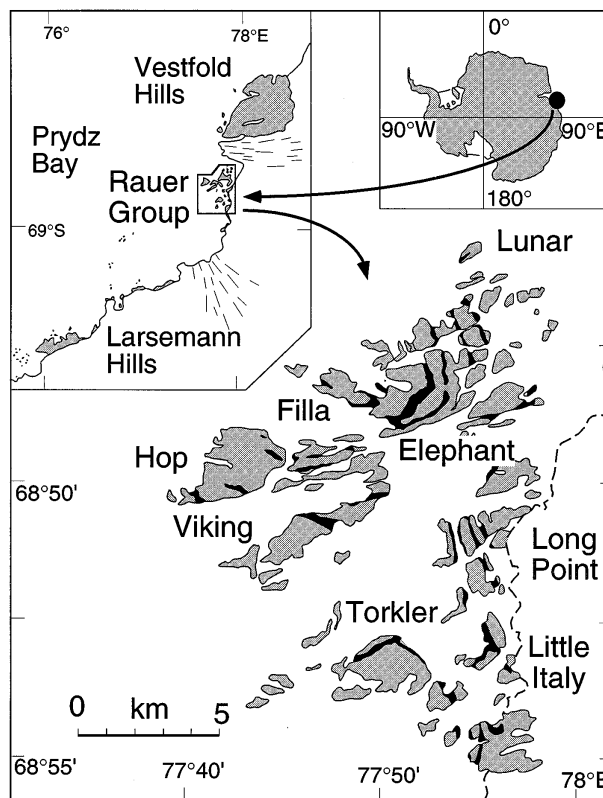 76°
78°E
Vestfold
Hills
Prydz
Bay
Rauer
Group
69°S
Larsemann
Hills
0°
90°W
90°E
180°
Lunar
Filla
Elephant
Hop
68°50'
Viking
Long
Point
Torkler
Little
Italy
0 km 5
68°55'
77°40'
77°50'
78°E